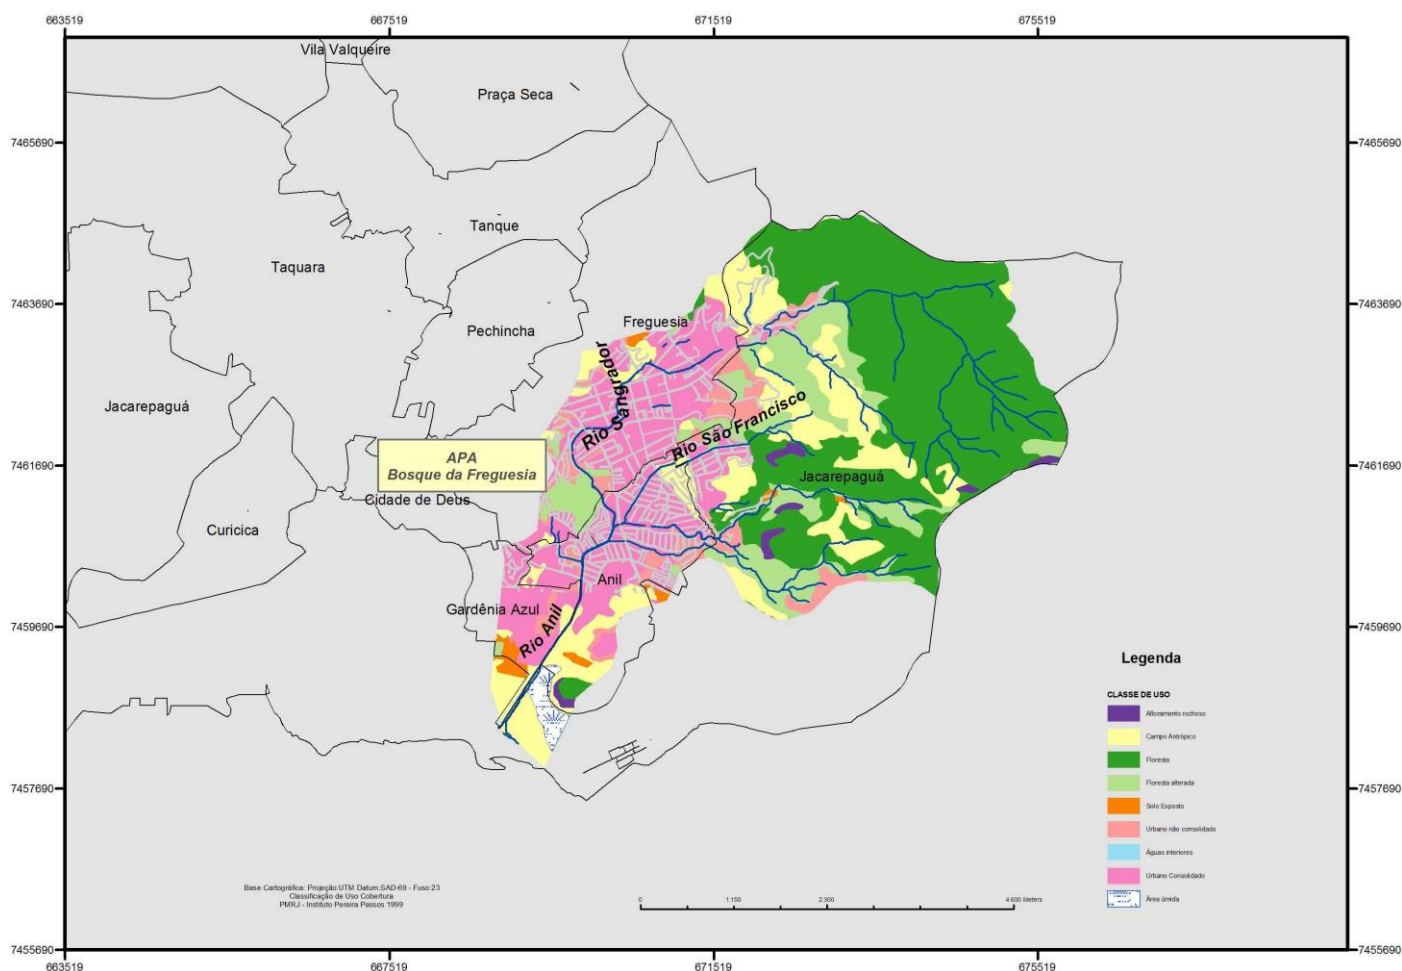 663519
667519
671519
675519
Vila Valqueire
Praça Seca
7465690
7465690
Tanque
Taquara
7463690
7463690
Freguesia
Pechincha
Rio Sangrador
Jacarepaguá
Rio São Francisco
APA
Bosque da Freguesia
7461690
7461690
Jacarepaguá
Cidade de Deus
Curicica
Anil
Gardênia Azul
7459690
7459690
Rio Anil
Legenda
CLASSE DE USO
Afloramento rochoso
Campo Antrópico
Floresta
Floresta alterada
7457690
7457690
Solo Exposto
Urbano não consolidado
Águas interiores
Urbano Consolidado
Área úmida
Base Cartográfica: Projeção:UTM Datum:SAD-69 - Fuso:23
Classificação de Uso Cobertura
PMRJ - Instituto Pereira Passos 1999
0 1.150 2.300 4.600 Meters
7455690
7455690
663519
667519
671519
675519